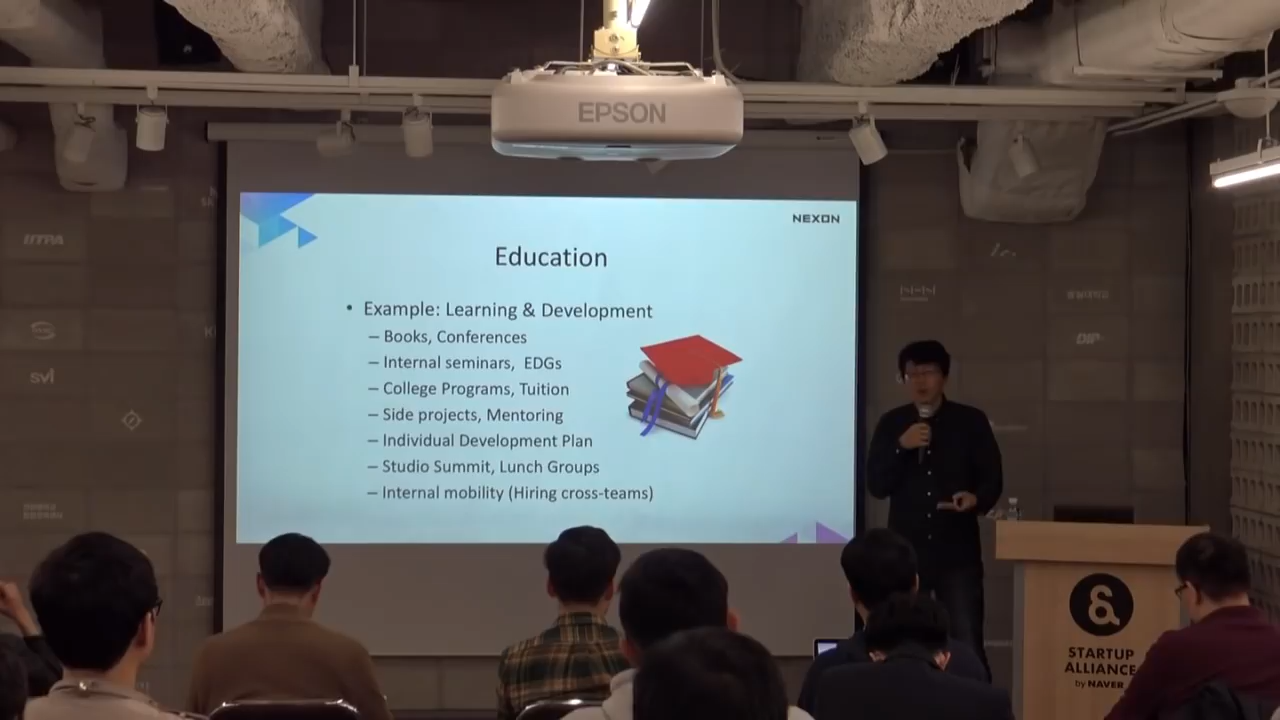 EPSON
NEXON
Education
• Example: Learning & Development
– Books, Conferences
– Internal seminars, EDGs
– College Programs, Tuition
– Side projects, Mentoring
– Individual Development Plan
– Studio Summit, Lunch Groups
– Internal mobility (Hiring cross-teams)
IITPA
svl
DIP
STARTUP
ALLIANCE
by NAVER